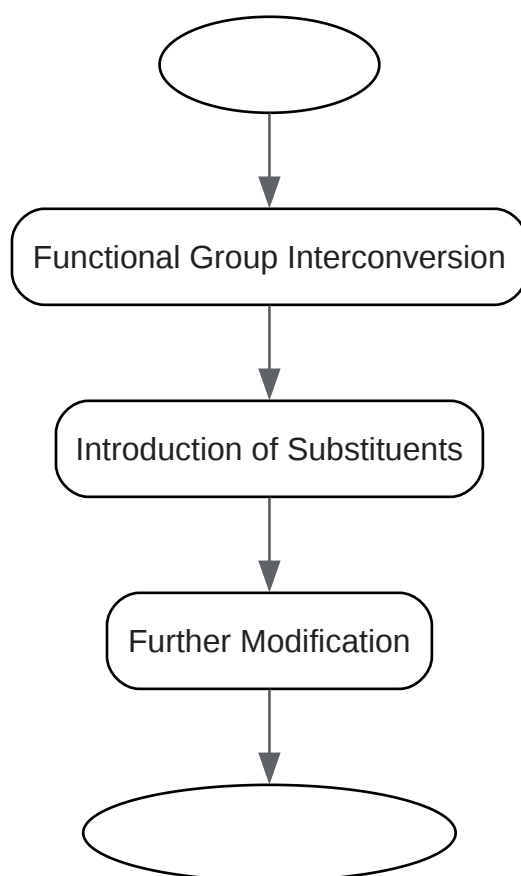 Functional Group Interconversion
Introduction of Substituents
Further Modification